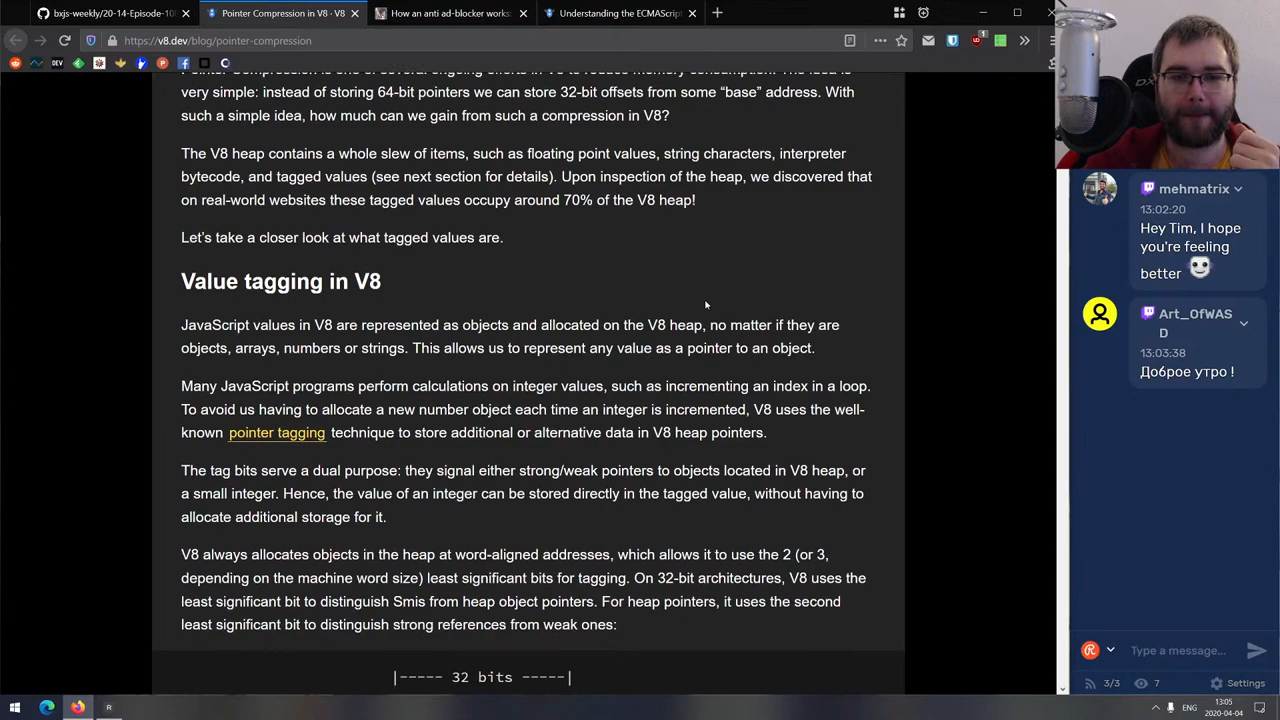 bxjs-weekly/20-14-Episode-10
Pointer Compression in V8 · V8
How an anti ad-blocker works:
Understanding the ECMAScript
https://v8.dev/blog/pointer-compression
DEV
very simple: instead of storing 64-bit pointers we can store 32-bit offsets from some “base” address. With
such a simple idea, how much can we gain from such a compression in V8?
The V8 heap contains a whole slew of items, such as floating point values, string characters, interpreter
bytecode, and tagged values (see next section for details). Upon inspection of the heap, we discovered that
on real-world websites these tagged values occupy around 70% of the V8 heap!
Let’s take a closer look at what tagged values are.
Value tagging in V8
JavaScript values in V8 are represented as objects and allocated on the V8 heap, no matter if they are
objects, arrays, numbers or strings. This allows us to represent any value as a pointer to an object.
Many JavaScript programs perform calculations on integer values, such as incrementing an index in a loop.
To avoid us having to allocate a new number object each time an integer is incremented, V8 uses the well-
known pointer tagging technique to store additional or alternative data in V8 heap pointers.
The tag bits serve a dual purpose: they signal either strong/weak pointers to objects located in V8 heap, or
a small integer. Hence, the value of an integer can be stored directly in the tagged value, without having to
allocate additional storage for it.
V8 always allocates objects in the heap at word-aligned addresses, which allows it to use the 2 (or 3,
depending on the machine word size) least significant bits for tagging. On 32-bit architectures, V8 uses the
least significant bit to distinguish Smis from heap object pointers. For heap pointers, it uses the second
least significant bit to distinguish strong references from weak ones:
|----- 32 bits -----|
mehmatrix
13:02:20
Hey Tim, I hope
you're feeling
better
Art_OfWAS
D
13:03:38
Доброе утро !
Type a message...
3/3
7
Settings
ENG
13:05
2020-04-04